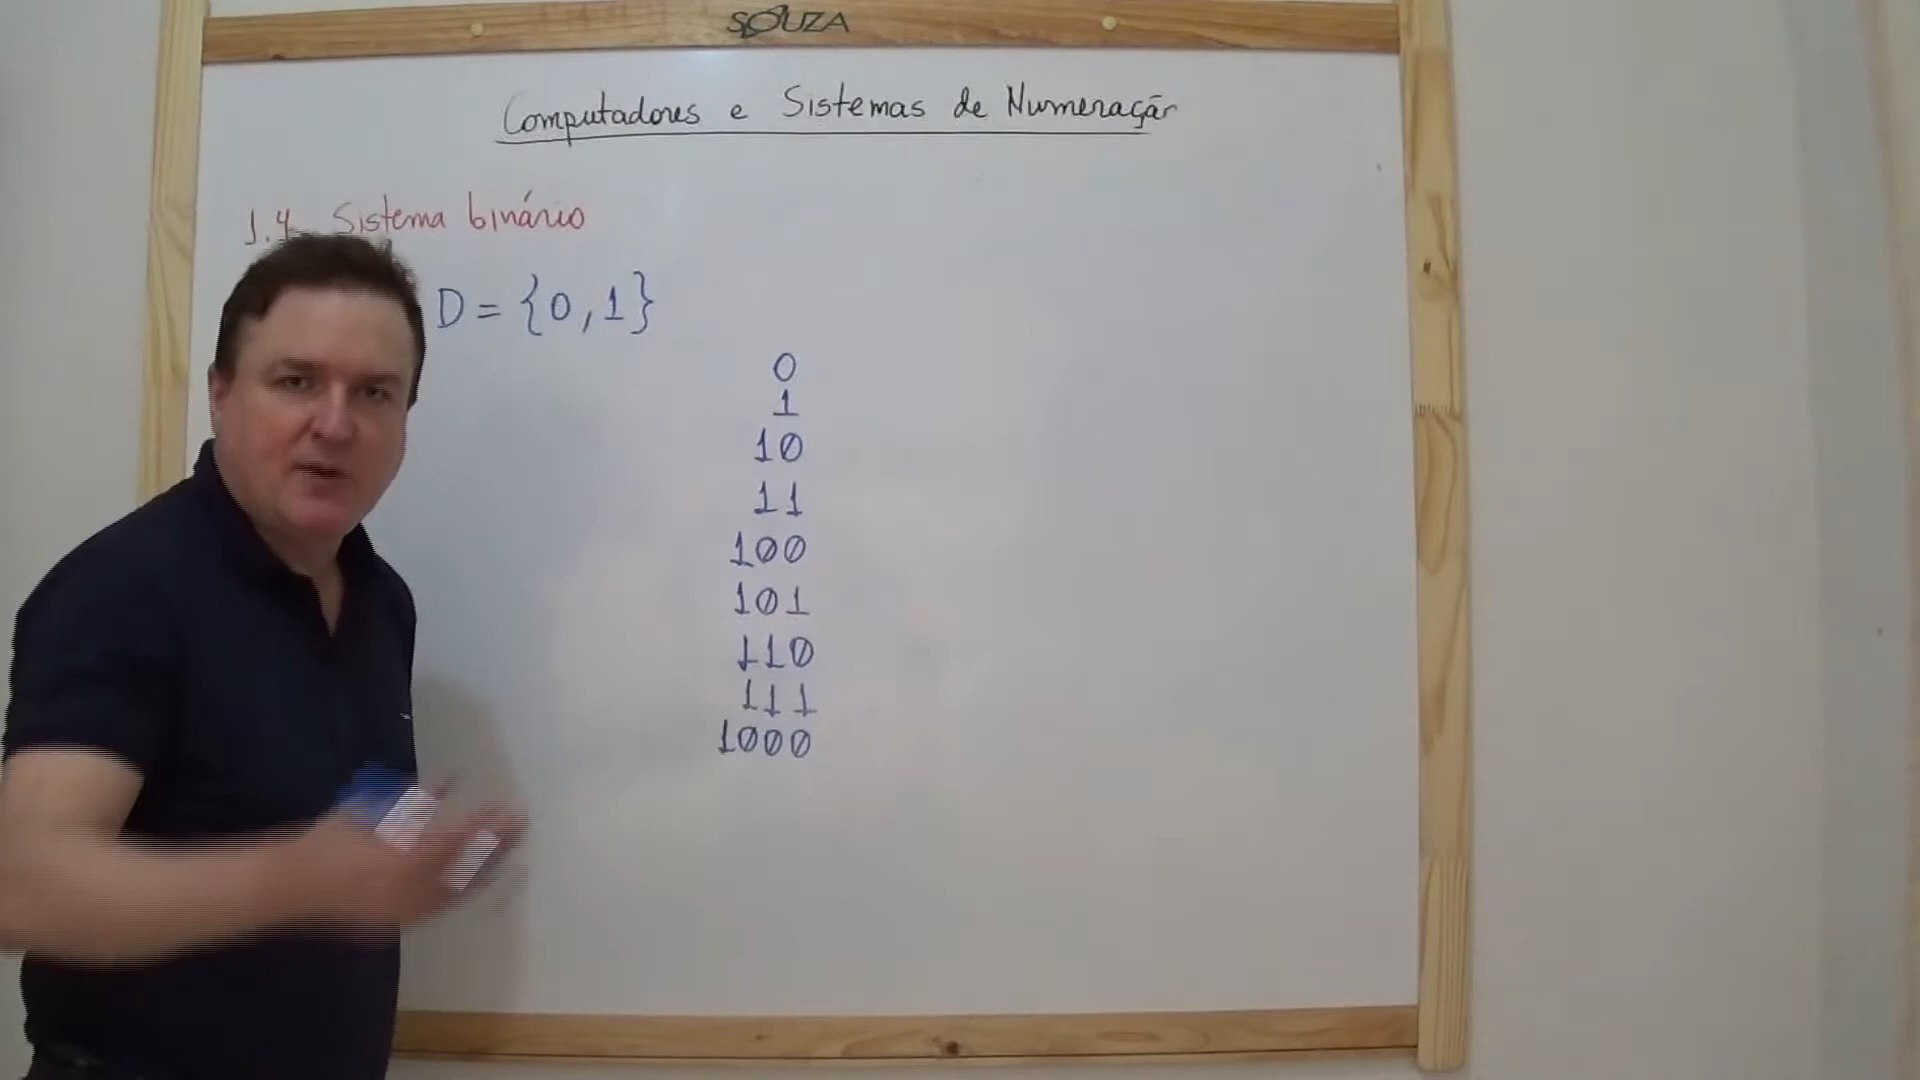 SOUZA
Computadores e Sistemas de Numeração
1.4 Sistema binário
D = {0,1}
0
1
10
11
100
101
110
111
1000